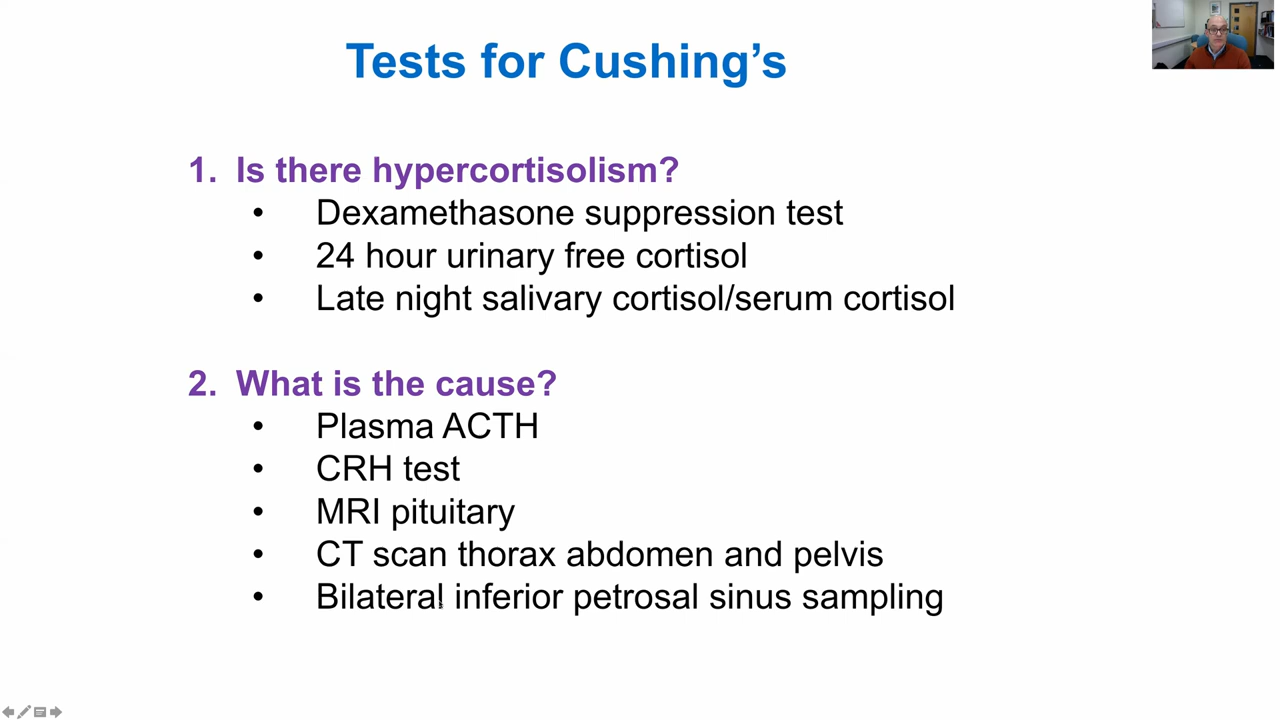 Tests for Cushing’s
1. Is there hypercortisolism?
• Dexamethasone suppression test
• 24 hour urinary free cortisol
• Late night salivary cortisol/serum cortisol
2. What is the cause?
• Plasma ACTH
• CRH test
• MRI pituitary
• CT scan thorax abdomen and pelvis
• Bilateral inferior petrosal sinus sampling